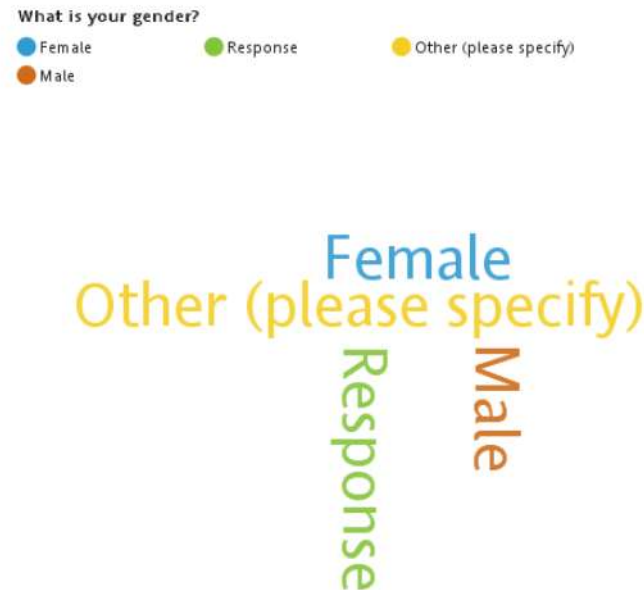 What is your gender?
Female Response Other (please specify)
Male
Female
Other (please specify)
Response
Male